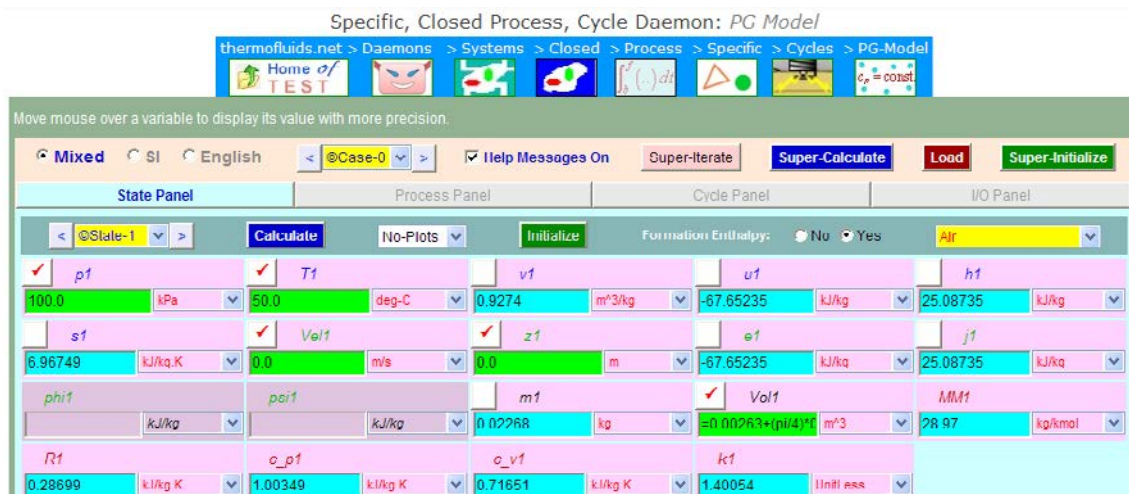 Specific, Closed Process, Cycle Daemon: PG Model
thermofluids.net > Daemons > Systems > Closed > Process > Specific > Cycles > PG-Model
Home of TEST
∫(..)dt
c_p = const.
Move mouse over a variable to display its value with more precision.
Mixed SI English < ©Case-0 > Help Messages On Super-Iterate Super-Calculate Load Super-Initialize
State Panel Process Panel Cycle Panel I/O Panel
< ©State-1 > Calculate No-Plots Initialize Formation Enthalpy: No Yes Air
p1 T1 v1 u1 h1
100.0 kPa 50.0 deg-C 0.9274 m^3/kg -67.65235 kJ/kg 25.08735 kJ/kg
s1 Vel1 z1 e1 j1
6.96749 kJ/kg.K 0.0 m/s 0.0 m -67.65235 kJ/kg 25.08735 kJ/kg
phi1 psi1 m1 Vol1 MM1
kJ/kg kJ/kg 0.02268 kg =0.00263+(pi/4)* m^3 28.97 kg/kmol
R1 c_p1 c_v1 k1
0.28699 kJ/kg.K 1.00349 kJ/kg.K 0.71651 kJ/kg.K 1.40054 UnitLess